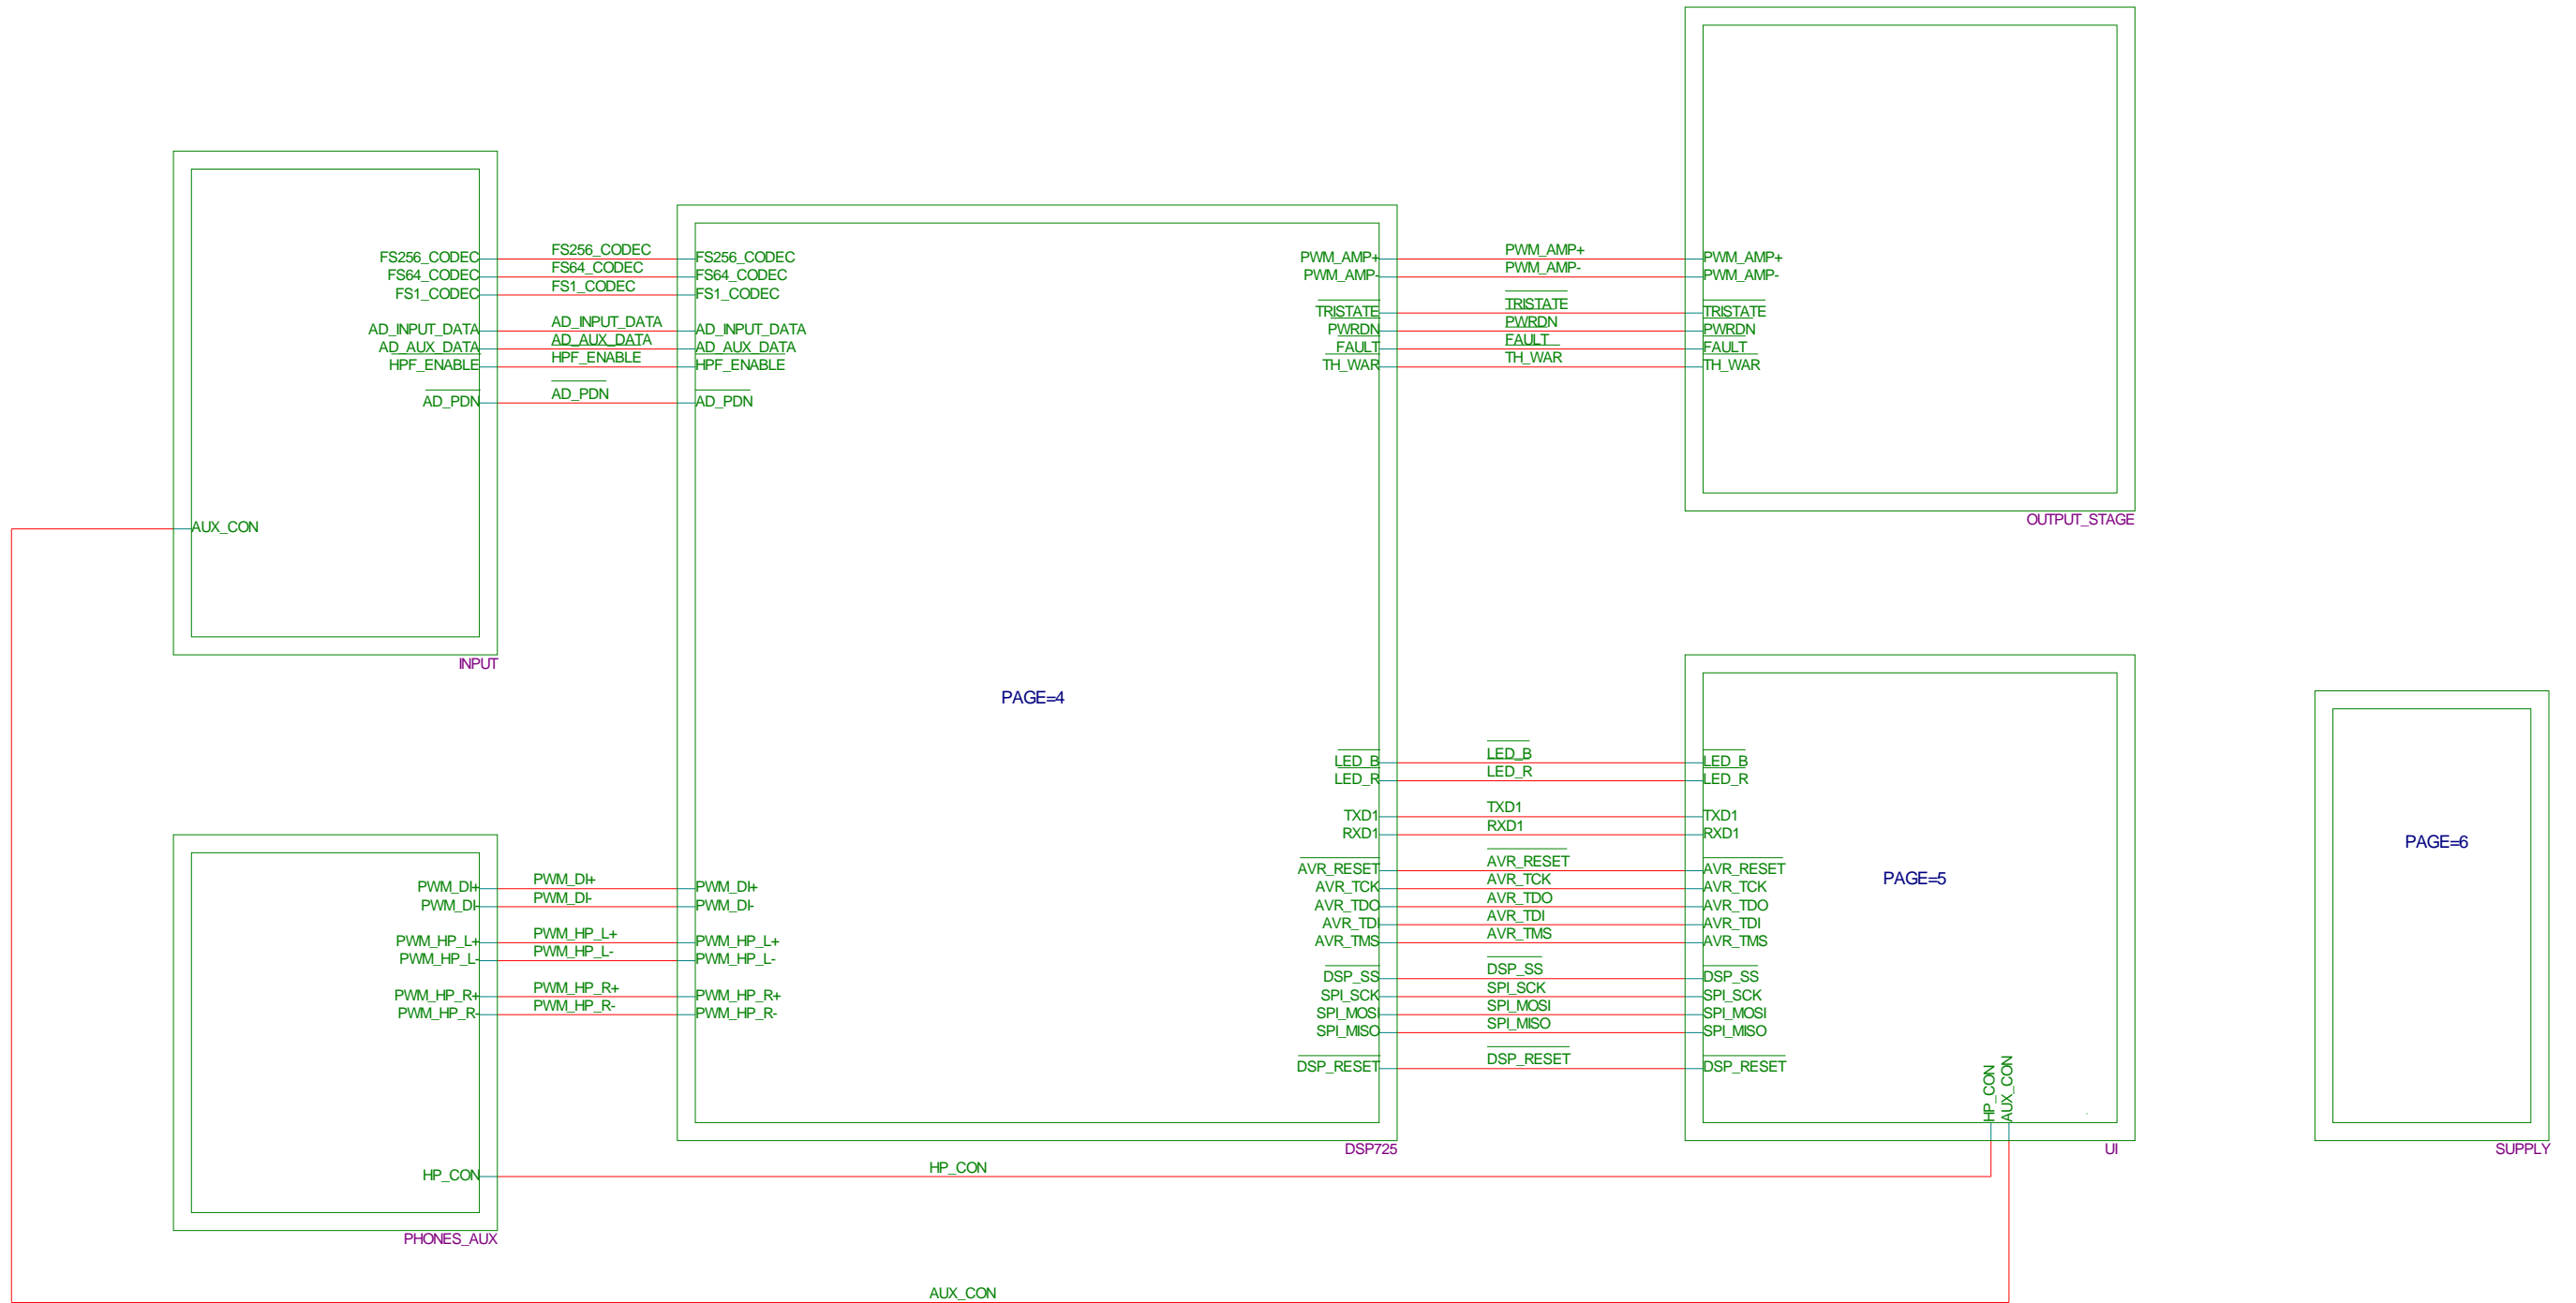 FS256_CODEC
FS64_CODEC
FS1_CODEC
AD_INPUT_DATA
AD_AUX_DATA
HPF_ENABLE
AD_PDN
AUX_CON
INPUT
FS256_CODEC
FS64_CODEC
FS1_CODEC
AD_INPUT_DATA
AD_AUX_DATA
HPF_ENABLE
AD_PDN
FS256_CODEC
FS64_CODEC
FS1_CODEC
AD_INPUT_DATA
AD_AUX_DATA
HPF_ENABLE
AD_PDN
PWM_AMP+
PWM_AMP-
TRISTATE
PWRDN
FAULT
TH_WAR
PWM_AMP+
PWM_AMP-
TRISTATE
PWRDN
FAULT
TH_WAR
PWM_AMP+
PWM_AMP-
TRISTATE
PWRDN
FAULT
TH_WAR
OUTPUT_STAGE
PAGE=4
PWM_DI+
PWM_DI-
PWM_HP_L+
PWM_HP_L-
PWM_HP_R+
PWM_HP_R-
HP_CON
PHONES_AUX
PWM_DI+
PWM_DI-
PWM_HP_L+
PWM_HP_L-
PWM_HP_R+
PWM_HP_R-
PWM_DI+
PWM_DI-
PWM_HP_L+
PWM_HP_L-
PWM_HP_R+
PWM_HP_R-
LED_B
LED_R
TXD1
RXD1
AVR_RESET
AVR_TCK
AVR_TDO
AVR_TDI
AVR_TMS
DSP_SS
SPI_SCK
SPI_MOSI
SPI_MISO
DSP_RESET
DSP725
LED_B
LED_R
TXD1
RXD1
AVR_RESET
AVR_TCK
AVR_TDO
AVR_TDI
AVR_TMS
DSP_SS
SPI_SCK
SPI_MOSI
SPI_MISO
DSP_RESET
LED_B
LED_R
TXD1
RXD1
AVR_RESET
AVR_TCK
AVR_TDO
AVR_TDI
AVR_TMS
DSP_SS
SPI_SCK
SPI_MOSI
SPI_MISO
DSP_RESET
PAGE=5
HP_CON
AUX_CON
UI
PAGE=6
SUPPLY
HP_CON
AUX_CON